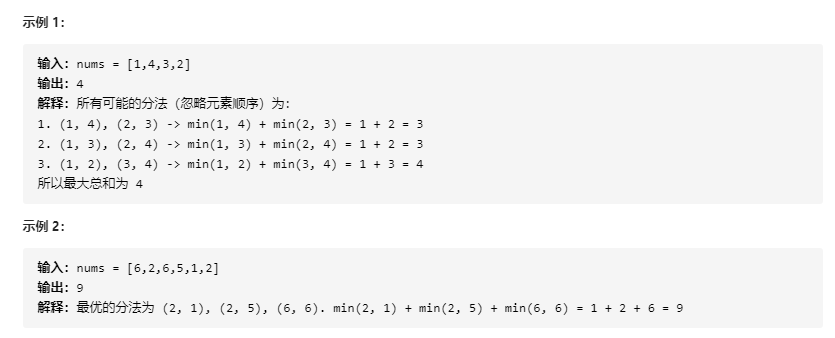 示例 1：
输入：nums = [1,4,3,2]
输出：4
解释：所有可能的分法（忽略元素顺序）为：
1. (1, 4), (2, 3) -> min(1, 4) + min(2, 3) = 1 + 2 = 3
2. (1, 3), (2, 4) -> min(1, 3) + min(2, 4) = 1 + 2 = 3
3. (1, 2), (3, 4) -> min(1, 2) + min(3, 4) = 1 + 3 = 4
所以最大总和为 4
示例 2：
输入：nums = [6,2,6,5,1,2]
输出：9
解释：最优的分法为 (2, 1), (2, 5), (6, 6). min(2, 1) + min(2, 5) + min(6, 6) = 1 + 2 + 6 = 9